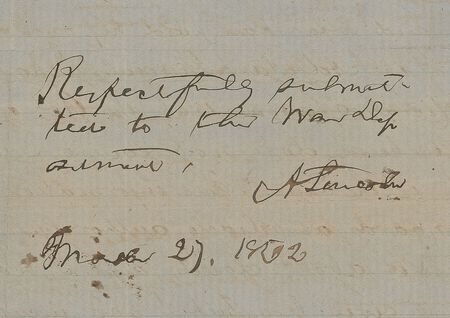 Respectfully submit-
ted to the War Dep
artment.
A Lincoln
March 27, 1862